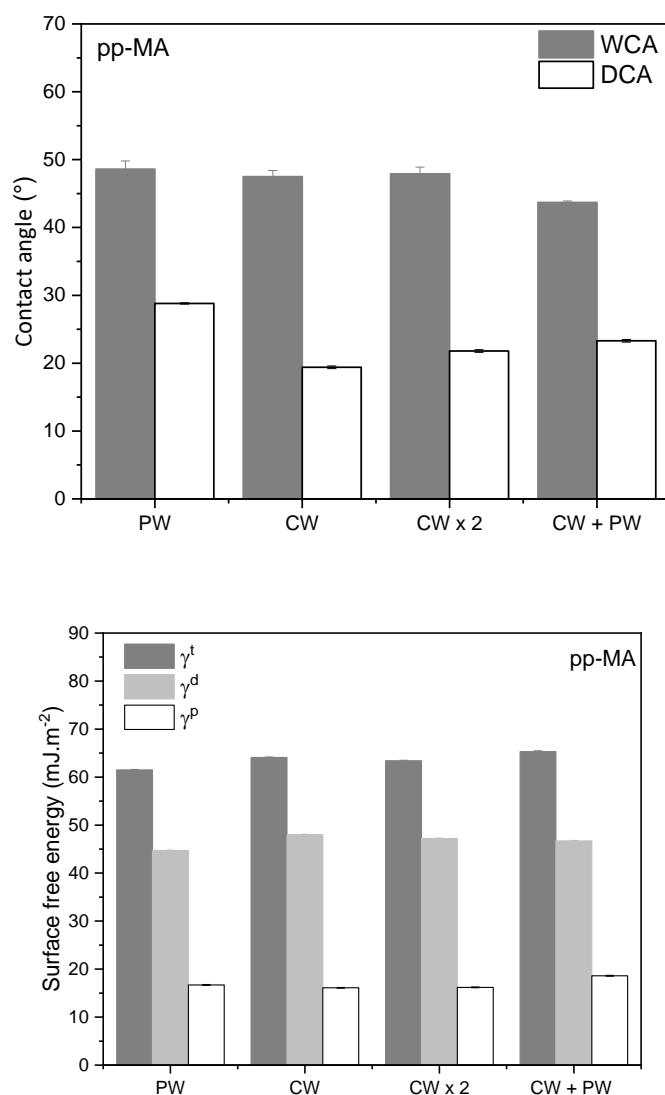 70
60
50
40
30
20
10
0
Contact angle (°)
pp-MA
WCA
DCA
PW
CW
CW x 2
CW + PW
90
80
70
60
50
40
30
20
10
0
Surface free energy (mJ.m⁻²)
γᵗ
γᵈ
γᵖ
pp-MA
PW
CW
CW x 2
CW + PW